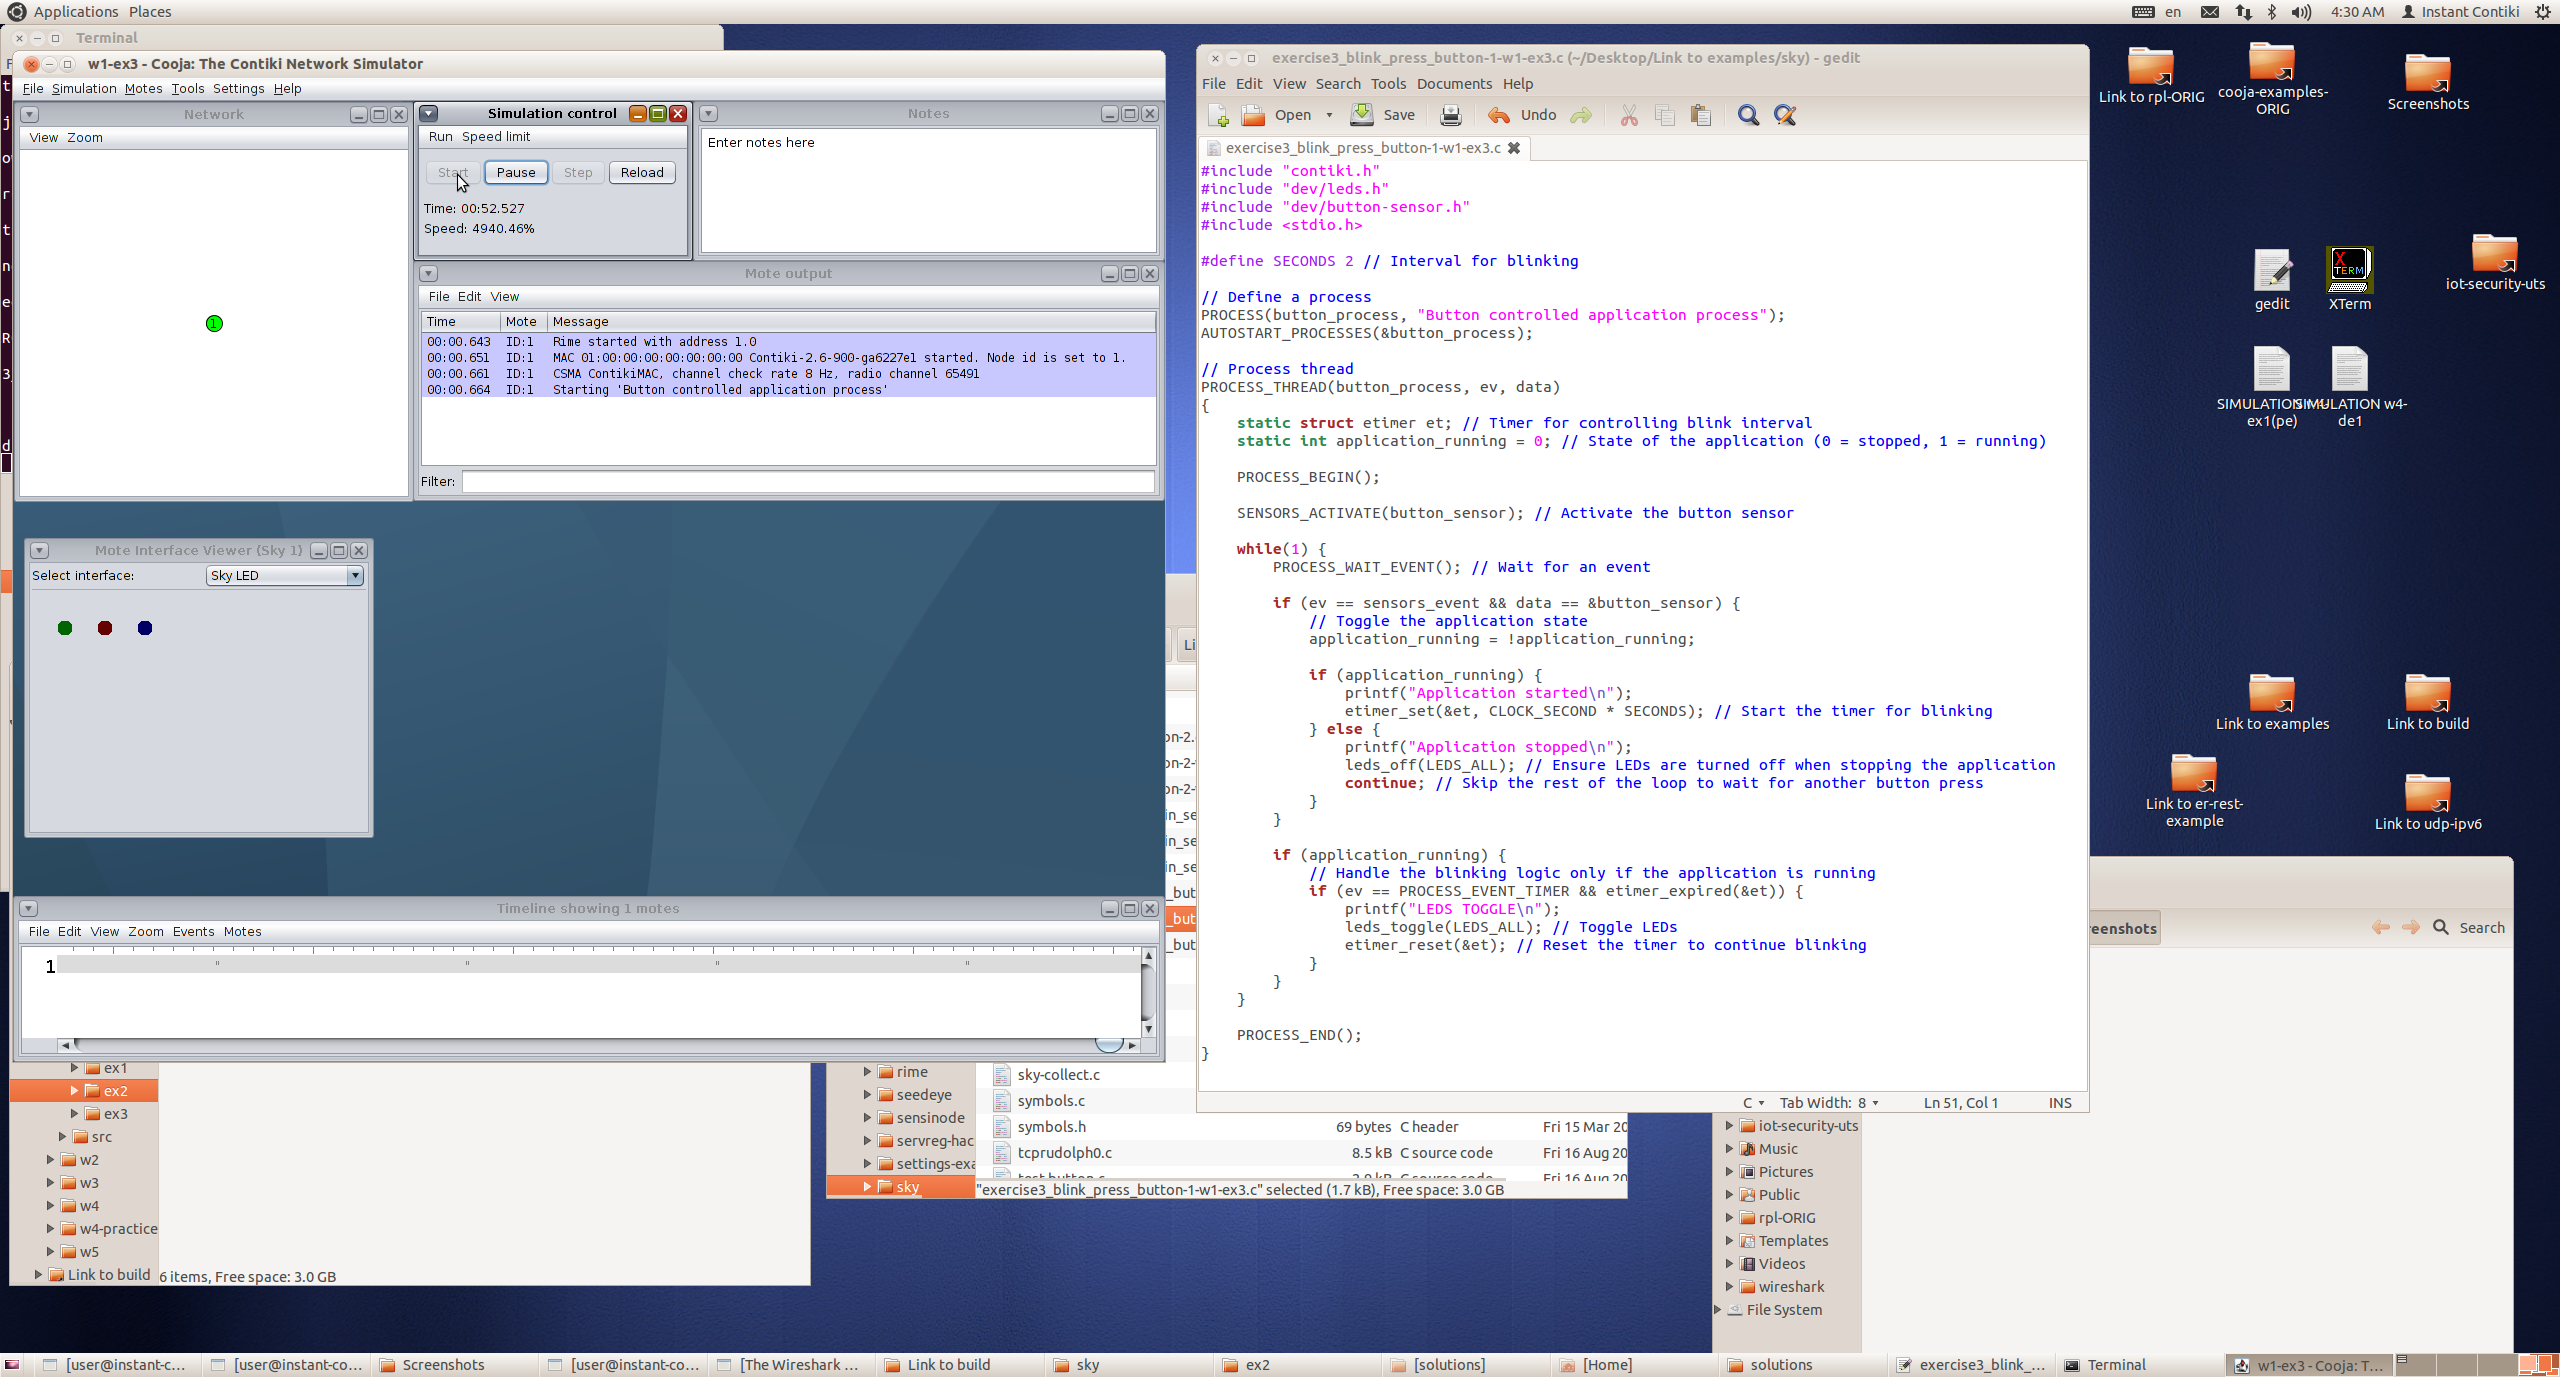 Applications Places
en 4:30 AM Instant Contiki
Terminal
w1-ex3 - Cooja: The Contiki Network Simulator
File Simulation Motes Tools Settings Help
Network
View Zoom
1
Simulation control
Run Speed limit
Start Pause Step Reload
Time: 00:52.527
Speed: 4940.46%
Notes
Enter notes here
Mote output
File Edit View
Time Mote Message
00:00.643 ID:1 Rime started with address 1.0
00:00.651 ID:1 MAC 01:00:00:00:00:00:00:00 Contiki-2.6-900-ga6227e1 started. Node id is set to 1.
00:00.661 ID:1 CSMA ContikiMAC, channel check rate 8 Hz, radio channel 65491
00:00.664 ID:1 Starting 'Button controlled application process'
Filter:
Mote Interface Viewer (Sky 1)
Select interface: Sky LED
Timeline showing 1 motes
File Edit View Zoom Events Motes
1
exercise3_blink_press_button-1-w1-ex3.c (~/Desktop/Link to examples/sky) - gedit
File Edit View Search Tools Documents Help
Open Save Undo
exercise3_blink_press_button-1-w1-ex3.c
#include "contiki.h"
#include "dev/leds.h"
#include "dev/button-sensor.h"
#include <stdio.h>
#define SECONDS 2 // Interval for blinking
// Define a process
PROCESS(button_process, "Button controlled application process");
AUTOSTART_PROCESSES(&button_process);
// Process thread
PROCESS_THREAD(button_process, ev, data)
{
static struct etimer et; // Timer for controlling blink interval
static int application_running = 0; // State of the application (0 = stopped, 1 = running)
PROCESS_BEGIN();
SENSORS_ACTIVATE(button_sensor); // Activate the button sensor
while(1) {
PROCESS_WAIT_EVENT(); // Wait for an event
if (ev == sensors_event && data == &button_sensor) {
// Toggle the application state
application_running = !application_running;
if (application_running) {
printf("Application started\n");
etimer_set(&et, CLOCK_SECOND * SECONDS); // Start the timer for blinking
} else {
printf("Application stopped\n");
leds_off(LEDS_ALL); // Ensure LEDs are turned off when stopping the application
continue; // Skip the rest of the loop to wait for another button press
}
}
if (application_running) {
// Handle the blinking logic only if the application is running
if (ev == PROCESS_EVENT_TIMER && etimer_expired(&et)) {
printf("LEDS TOGGLE\n");
leds_toggle(LEDS_ALL); // Toggle LEDs
etimer_reset(&et); // Reset the timer to continue blinking
}
}
}
PROCESS_END();
}
C Tab Width: 8 Ln 51, Col 1 INS
Link to rpl-ORIG
cooja-examples-
ORIG
Screenshots
gedit
XTerm
iot-security-uts
SIMULATION
ex1(pe)
SIMULATION w4-
de1
Link to examples
Link to build
Link to er-rest-
example
Link to udp-ipv6
Search
ex1
ex2
ex3
src
w2
w3
w4
w4-practice
w5
Link to build
6 items, Free space: 3.0 GB
rime
seedeye
sensinode
servreg-hac
settings-exa
sky
sky-collect.c
symbols.c
symbols.h 69 bytes C header Fri 15 Mar 20
tcprudolph0.c 8.5 kB C source code Fri 16 Aug 20
"exercise3_blink_press_button-1-w1-ex3.c" selected (1.7 kB), Free space: 3.0 GB
iot-security-uts
Music
Pictures
Public
rpl-ORIG
Templates
Videos
wireshark
File System
[user@instant-c... [user@instant-co... Screenshots [user@instant-co... [The Wireshark ... Link to build sky ex2 [solutions] [Home] solutions exercise3_blink_... Terminal w1-ex3 - Cooja: T...